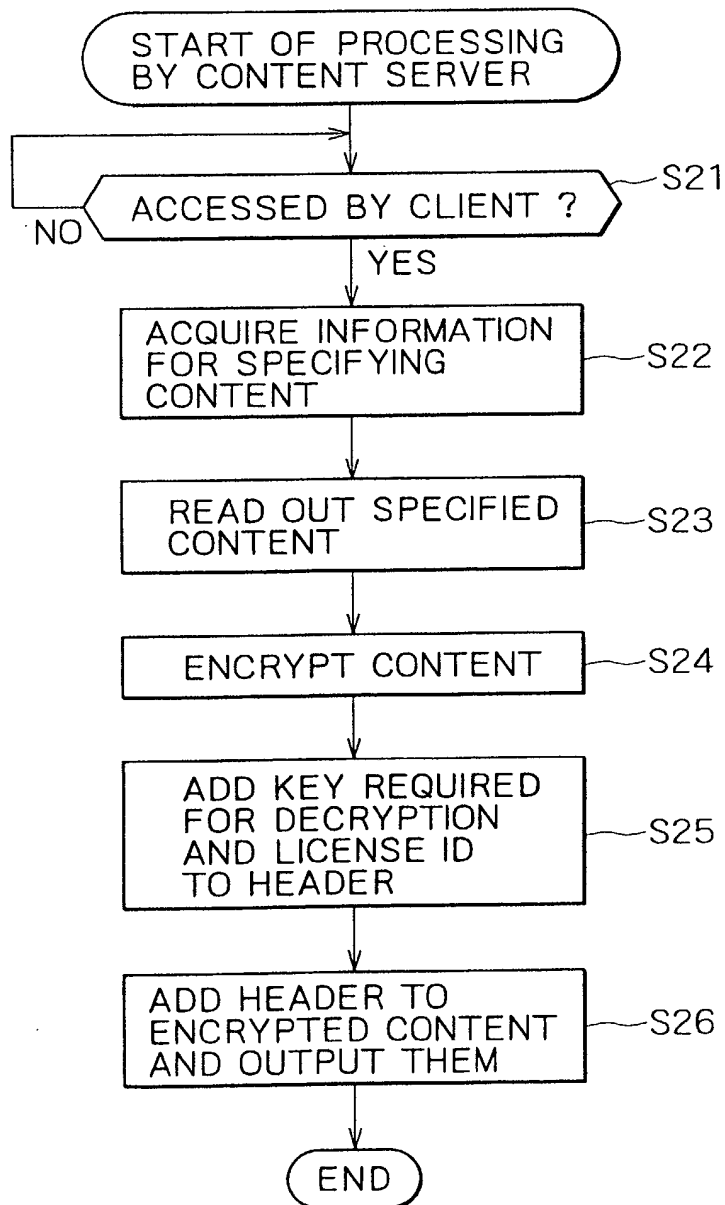 START OF PROCESSING
BY CONTENT SERVER
ACCESSED BY CLIENT ?
S21
NO
YES
ACQUIRE INFORMATION
FOR SPECIFYING
CONTENT
S22
READ OUT SPECIFIED
CONTENT
S23
ENCRYPT CONTENT
S24
ADD KEY REQUIRED
FOR DECRYPTION
AND LICENSE ID
TO HEADER
S25
ADD HEADER TO
ENCRYPTED CONTENT
AND OUTPUT THEM
S26
END